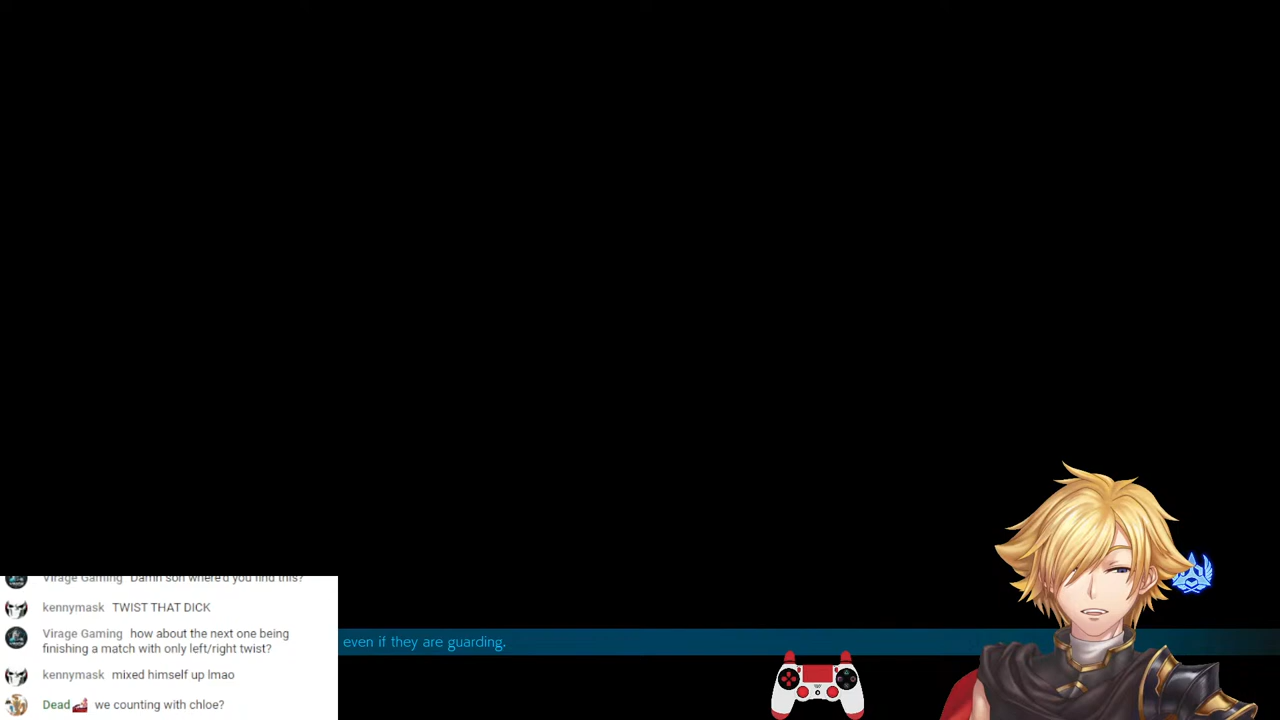 Virage Gaming Damn son where'd you find this?
kennymask TWIST THAT DICK
Virage Gaming how about the next one being
finishing a match with only left/right twist?
kennymask mixed himself up lmao
Dead we counting with chloe?
even if they are guarding.